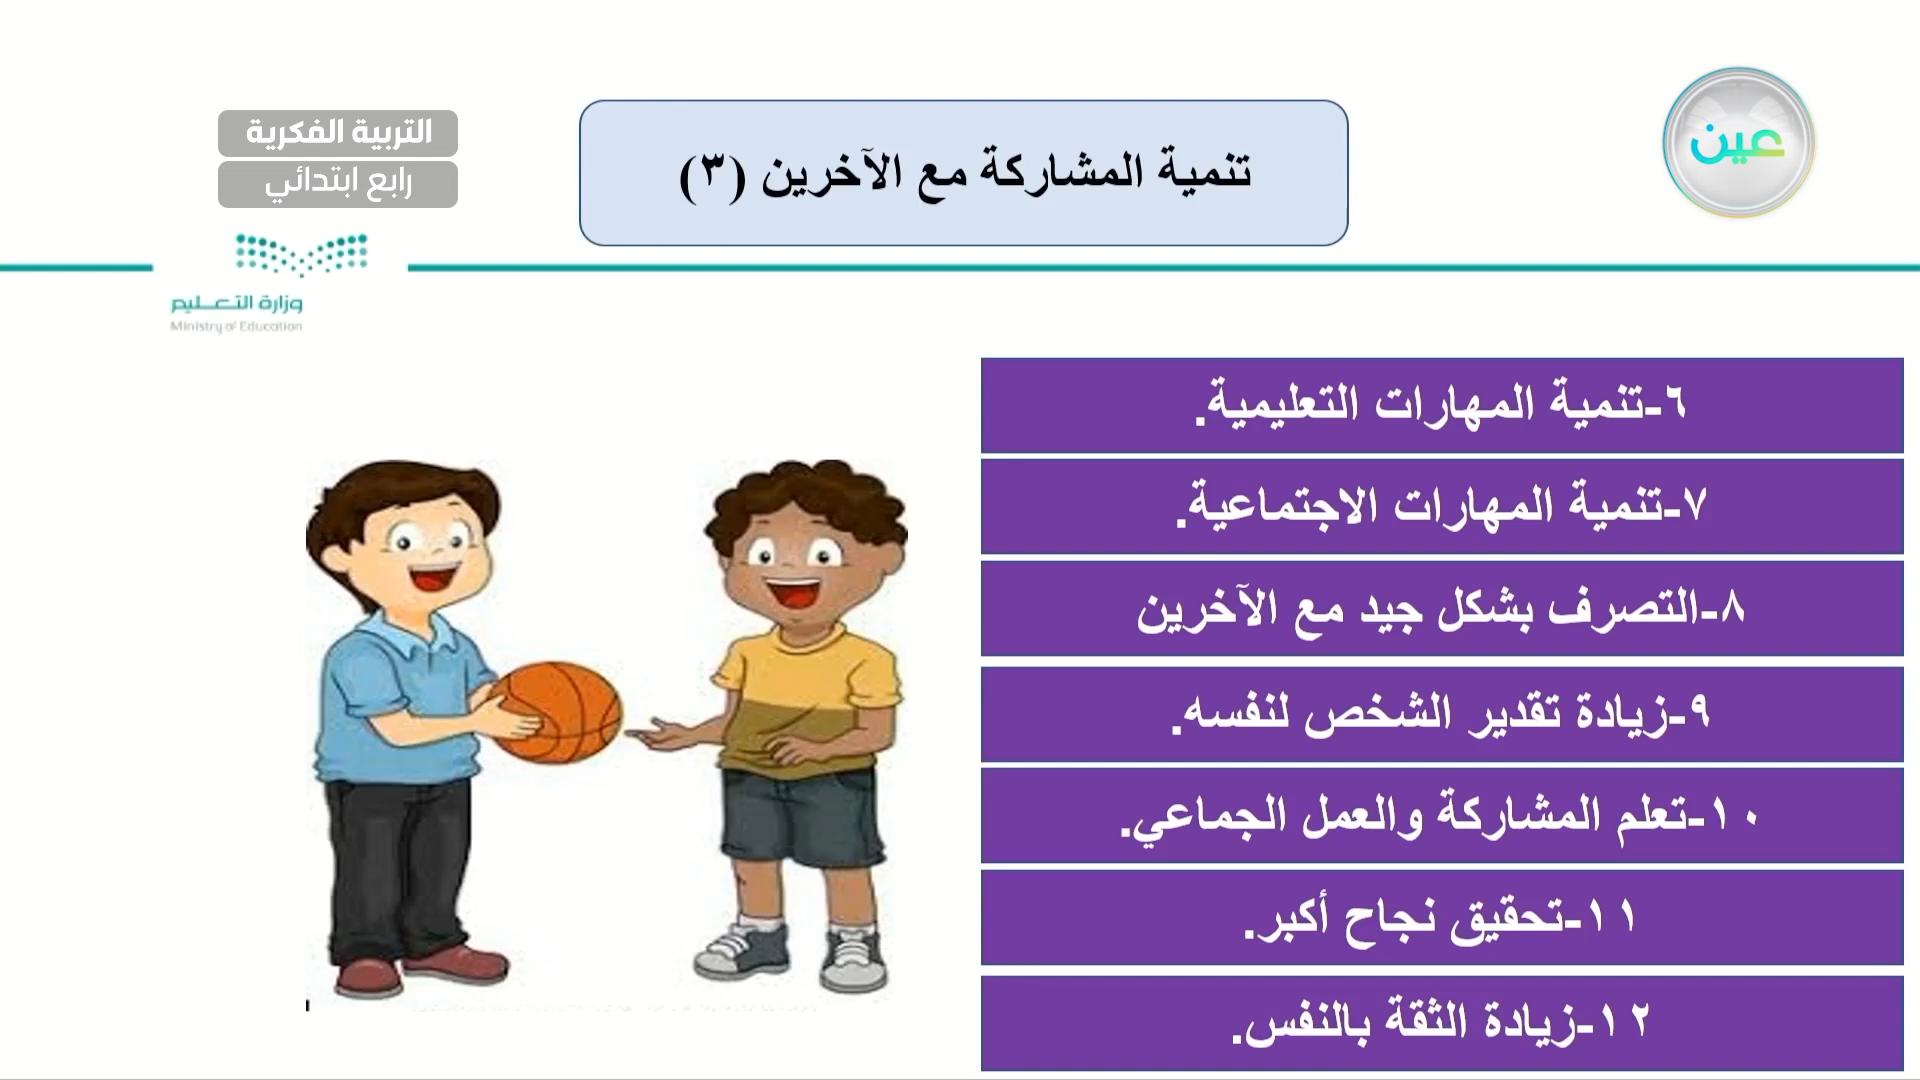 عين
تنمية المشاركة مع الآخرين (٣)
التربية الفكرية
رابع ابتدائي
وزارة التعليم
Ministry of Education
٦-تنمية المهارات التعليمية.
٧-تنمية المهارات الاجتماعية.
٨-التصرف بشكل جيد مع الآخرين
٩-زيادة تقدير الشخص لنفسه.
١٠-تعلم المشاركة والعمل الجماعي.
١١-تحقيق نجاح أكبر.
١٢-زيادة الثقة بالنفس.